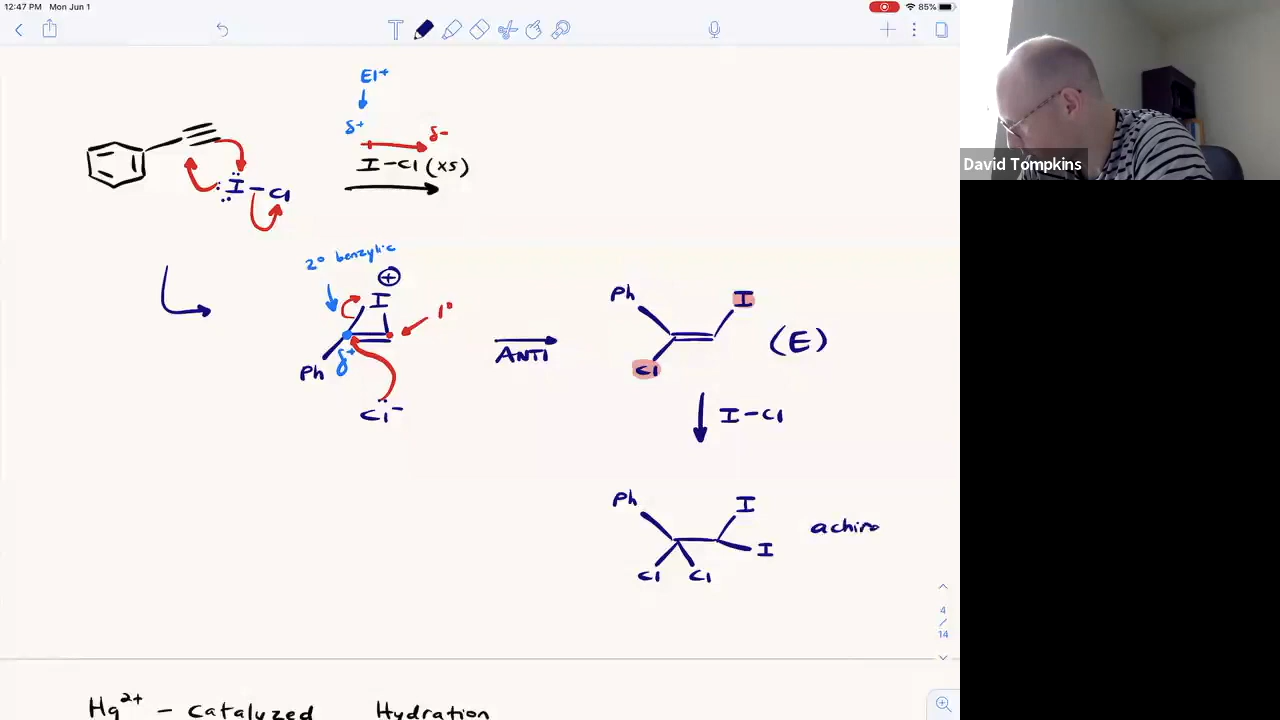 12:47 PM Mon Jun 1
85%
T
El+
δ+
δ-
I-Cl (xs)
:Ï-Cl
2° benzylic
⊕
I
1°
Ph
δ+
Cl-
ANTI
Ph
I
Cl
(E)
I-Cl
Ph
I
I
Cl
Cl
achiro
4
/
14
Hg2+ - catalyzed Hydration
David Tompkins